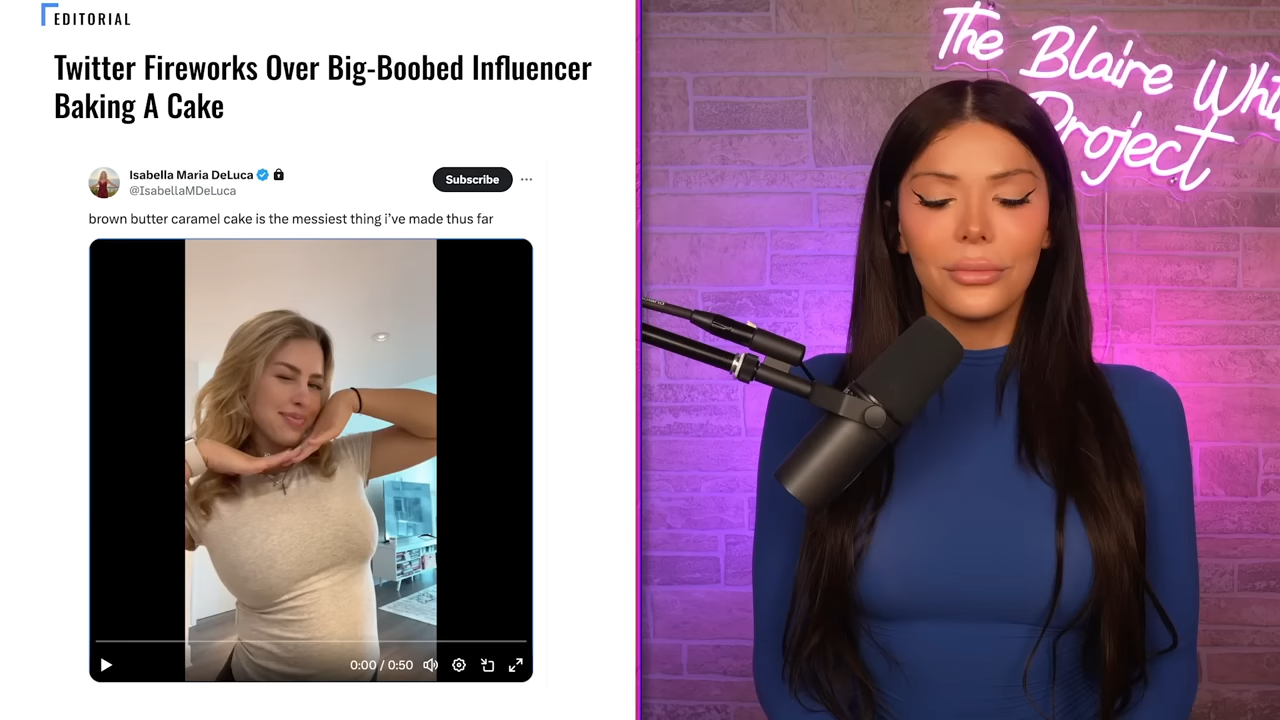 EDITORIAL
Twitter Fireworks Over Big-Boobed Influencer
Baking A Cake
Isabella Maria DeLuca
@IsabellaMDeLuca
Subscribe
brown butter caramel cake is the messiest thing i've made thus far
0:00 / 0:50
The Blaire Whi
Project